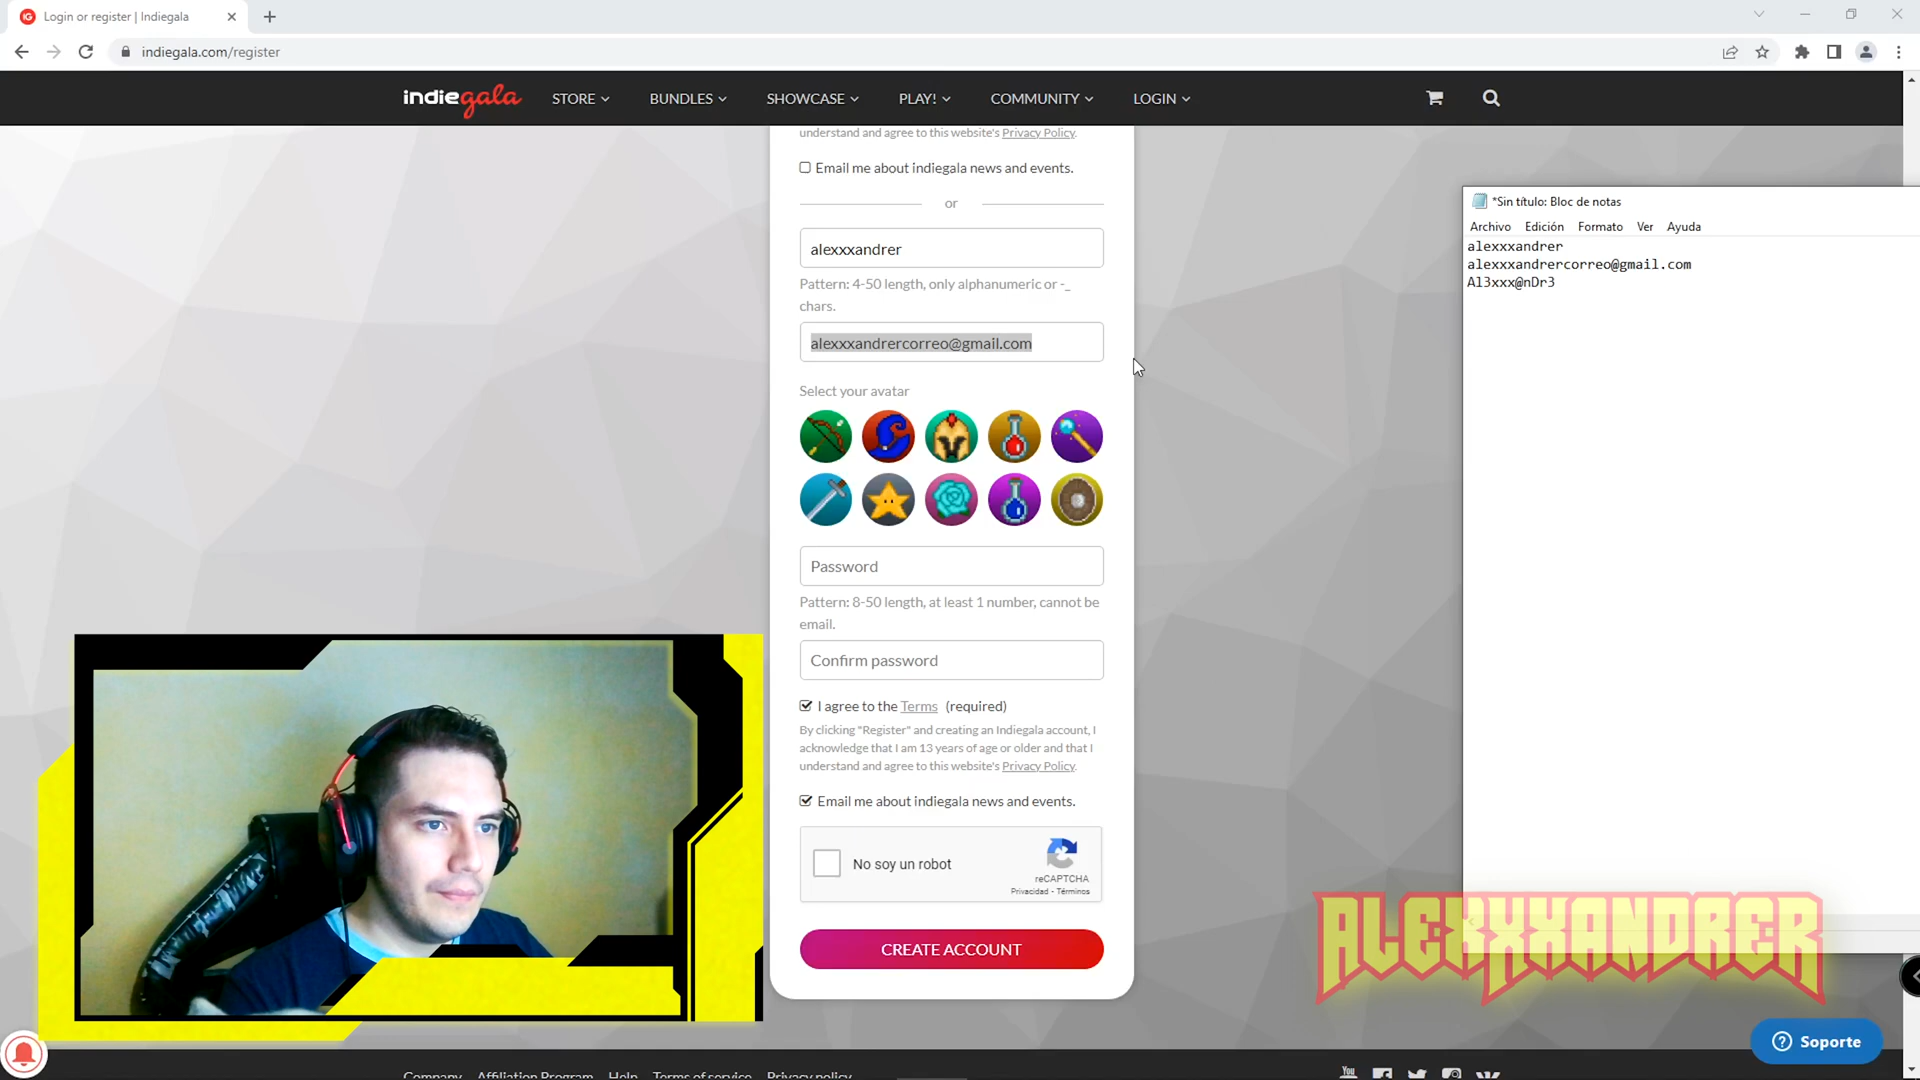 Login or register | Indiegala
indiegala.com/register
indiegala
STORE
BUNDLES
SHOWCASE
PLAY!
COMMUNITY
LOGIN
understand and agree to this website's Privacy Policy.
Email me about indiegala news and events.
or
alexxxandrer
Pattern: 4-50 length, only alphanumeric or -_
chars.
alexxxandrercorreo@gmail.com
Select your avatar
Password
Pattern: 8-50 length, at least 1 number, cannot be
email.
Confirm password
I agree to the Terms (required)
By clicking "Register" and creating an Indiegala account, I
acknowledge that I am 13 years of age or older and that I
understand and agree to this website's Privacy Policy.
Email me about indiegala news and events.
No soy un robot
reCAPTCHA
Privacidad - Términos
CREATE ACCOUNT
*Sin título: Bloc de notas
Archivo Edición Formato Ver Ayuda
alexxxandrer
alexxxandrercorreo@gmail.com
Al3xxx@nDr3
ALEXXXANDRER
Soporte
Company Affiliation Program Help Terms of service Privacy policy